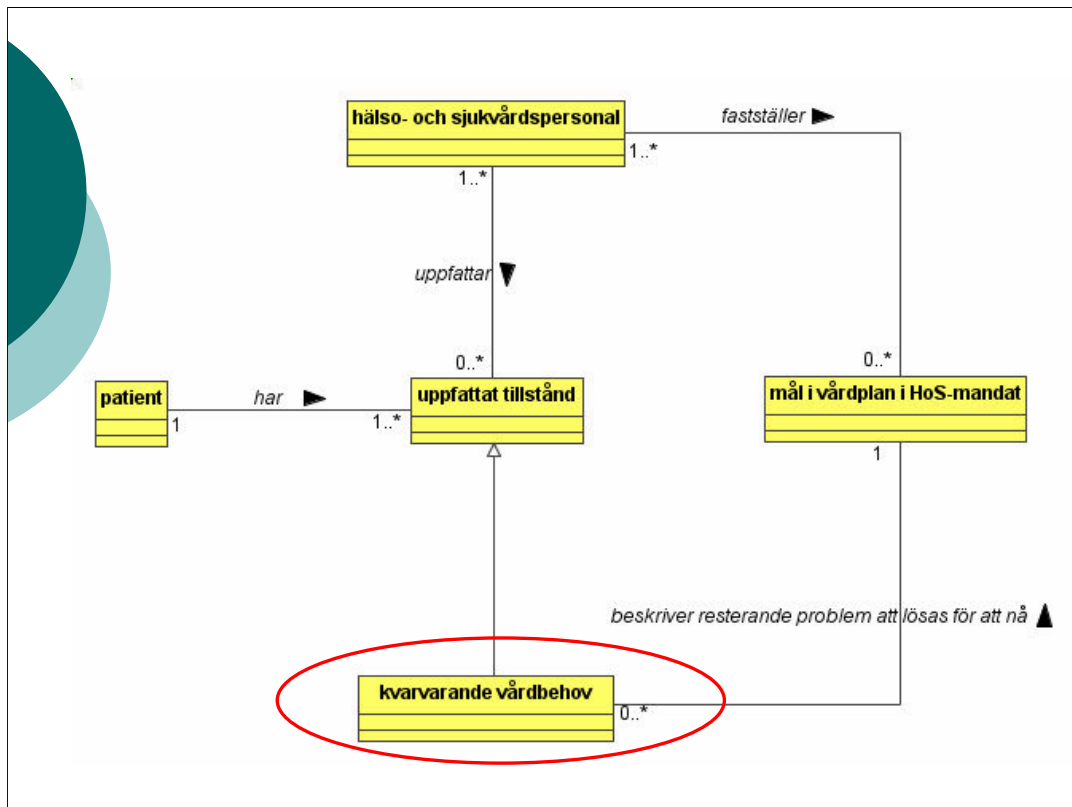 hälso- och sjukvårdspersonal
fastställer
1..*
1..*
uppfattar
0..*
0..*
patient
har
uppfattat tillstånd
mål i vårdplan i HoS-mandat
1
1..*
1
beskriver resterande problem att lösas för att nå
kvarvarande vårdbehov
0..*